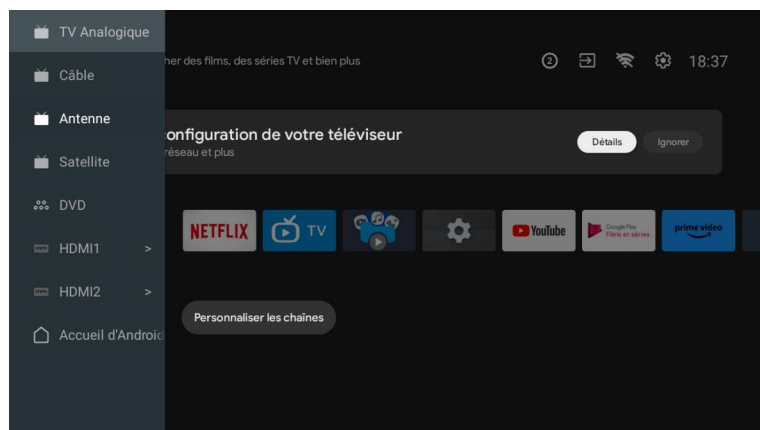 TV Analogique
Câble
Antenne
Satellite
DVD
HDMI1 >
HDMI2 >
Accueil d'Android
her des films, des séries TV et bien plus
2
18:37
onfiguration de votre téléviseur
réseau et plus
Détails
Ignorer
NETFLIX
TV
YouTube
Google Play
Films et séries
prime video
Personnaliser les chaînes